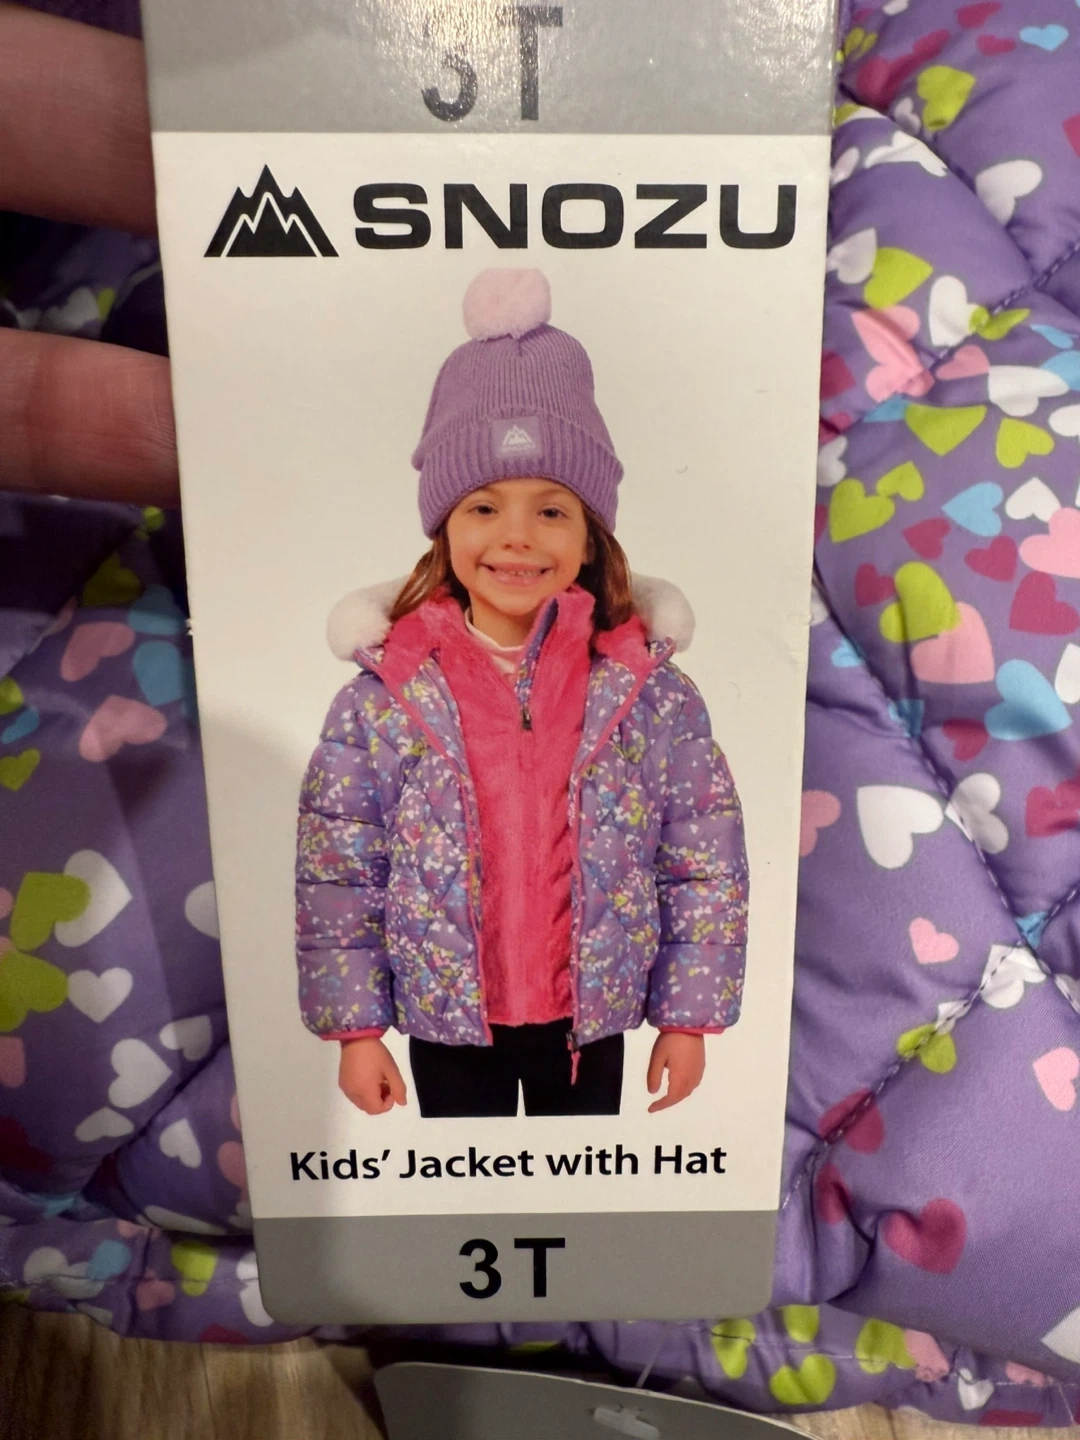 3T
SNOZU
Kids' Jacket with Hat
3T